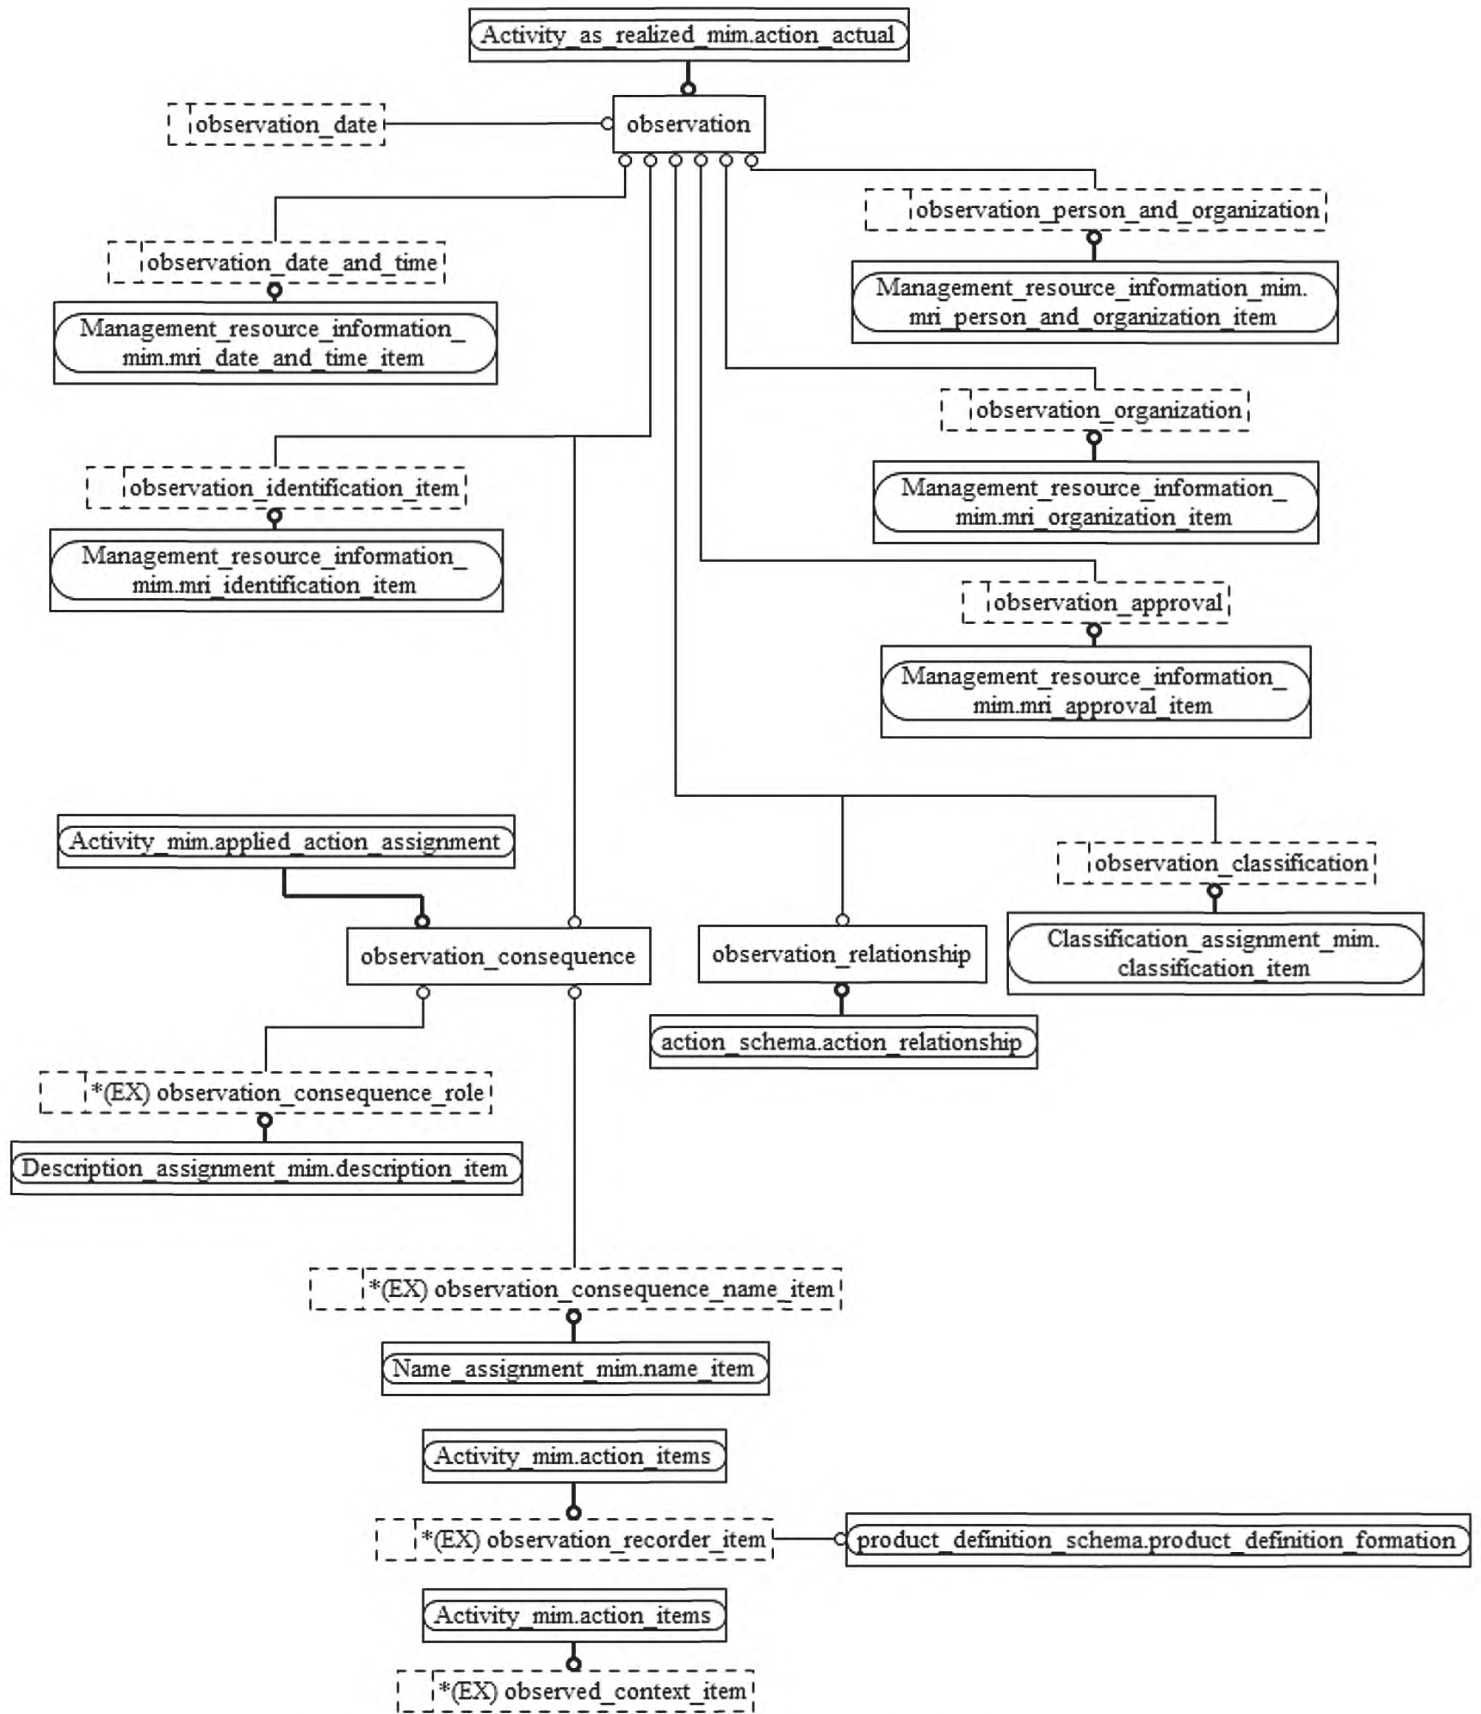 Activity_as_realized_mim.action_actual
observation_date
observation
observation_person_and_organization
observation_date_and_time
Management_resource_information_mim.
mri_person_and_organization_item
Management_resource_information_
mim.mri_date_and_time_item
observation_organization
observation_identification_item
Management_resource_information_
mim.mri_organization_item
Management_resource_information_
mim.mri_identification_item
observation_approval
Management_resource_information_
mim.mri_approval_item
Activity_mim.applied_action_assignment
observation_classification
observation_consequence
observation_relationship
Classification_assignment_mim.
classification_item
action_schema.action_relationship
*(EX) observation_consequence_role
Description_assignment_mim.description_item
*(EX) observation_consequence_name_item
Name_assignment_mim.name_item
Activity_mim.action_items
*(EX) observation_recorder_item
product_definition_schema.product_definition_formation
Activity_mim.action_items
*(EX) observed_context_item